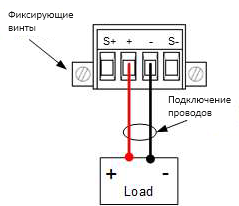 Фиксирующие
винты
S+ + - S-
Подключение
проводов
+ -
Load